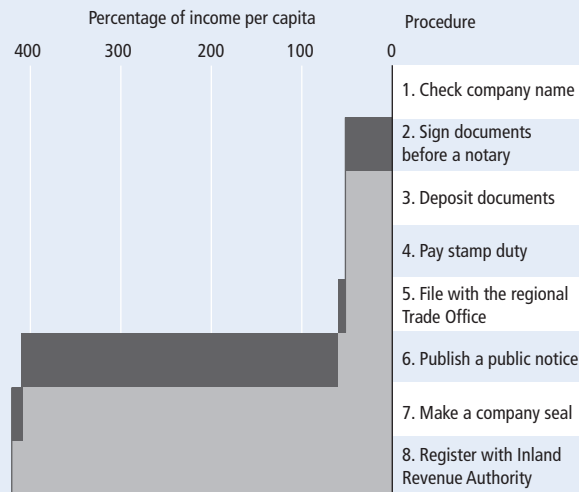 Percentage of income per capita
Procedure
400 300 200 100 0
1. Check company name
2. Sign documents
before a notary
3. Deposit documents
4. Pay stamp duty
5. File with the regional
Trade Office
6. Publish a public notice
7. Make a company seal
8. Register with Inland
Revenue Authority